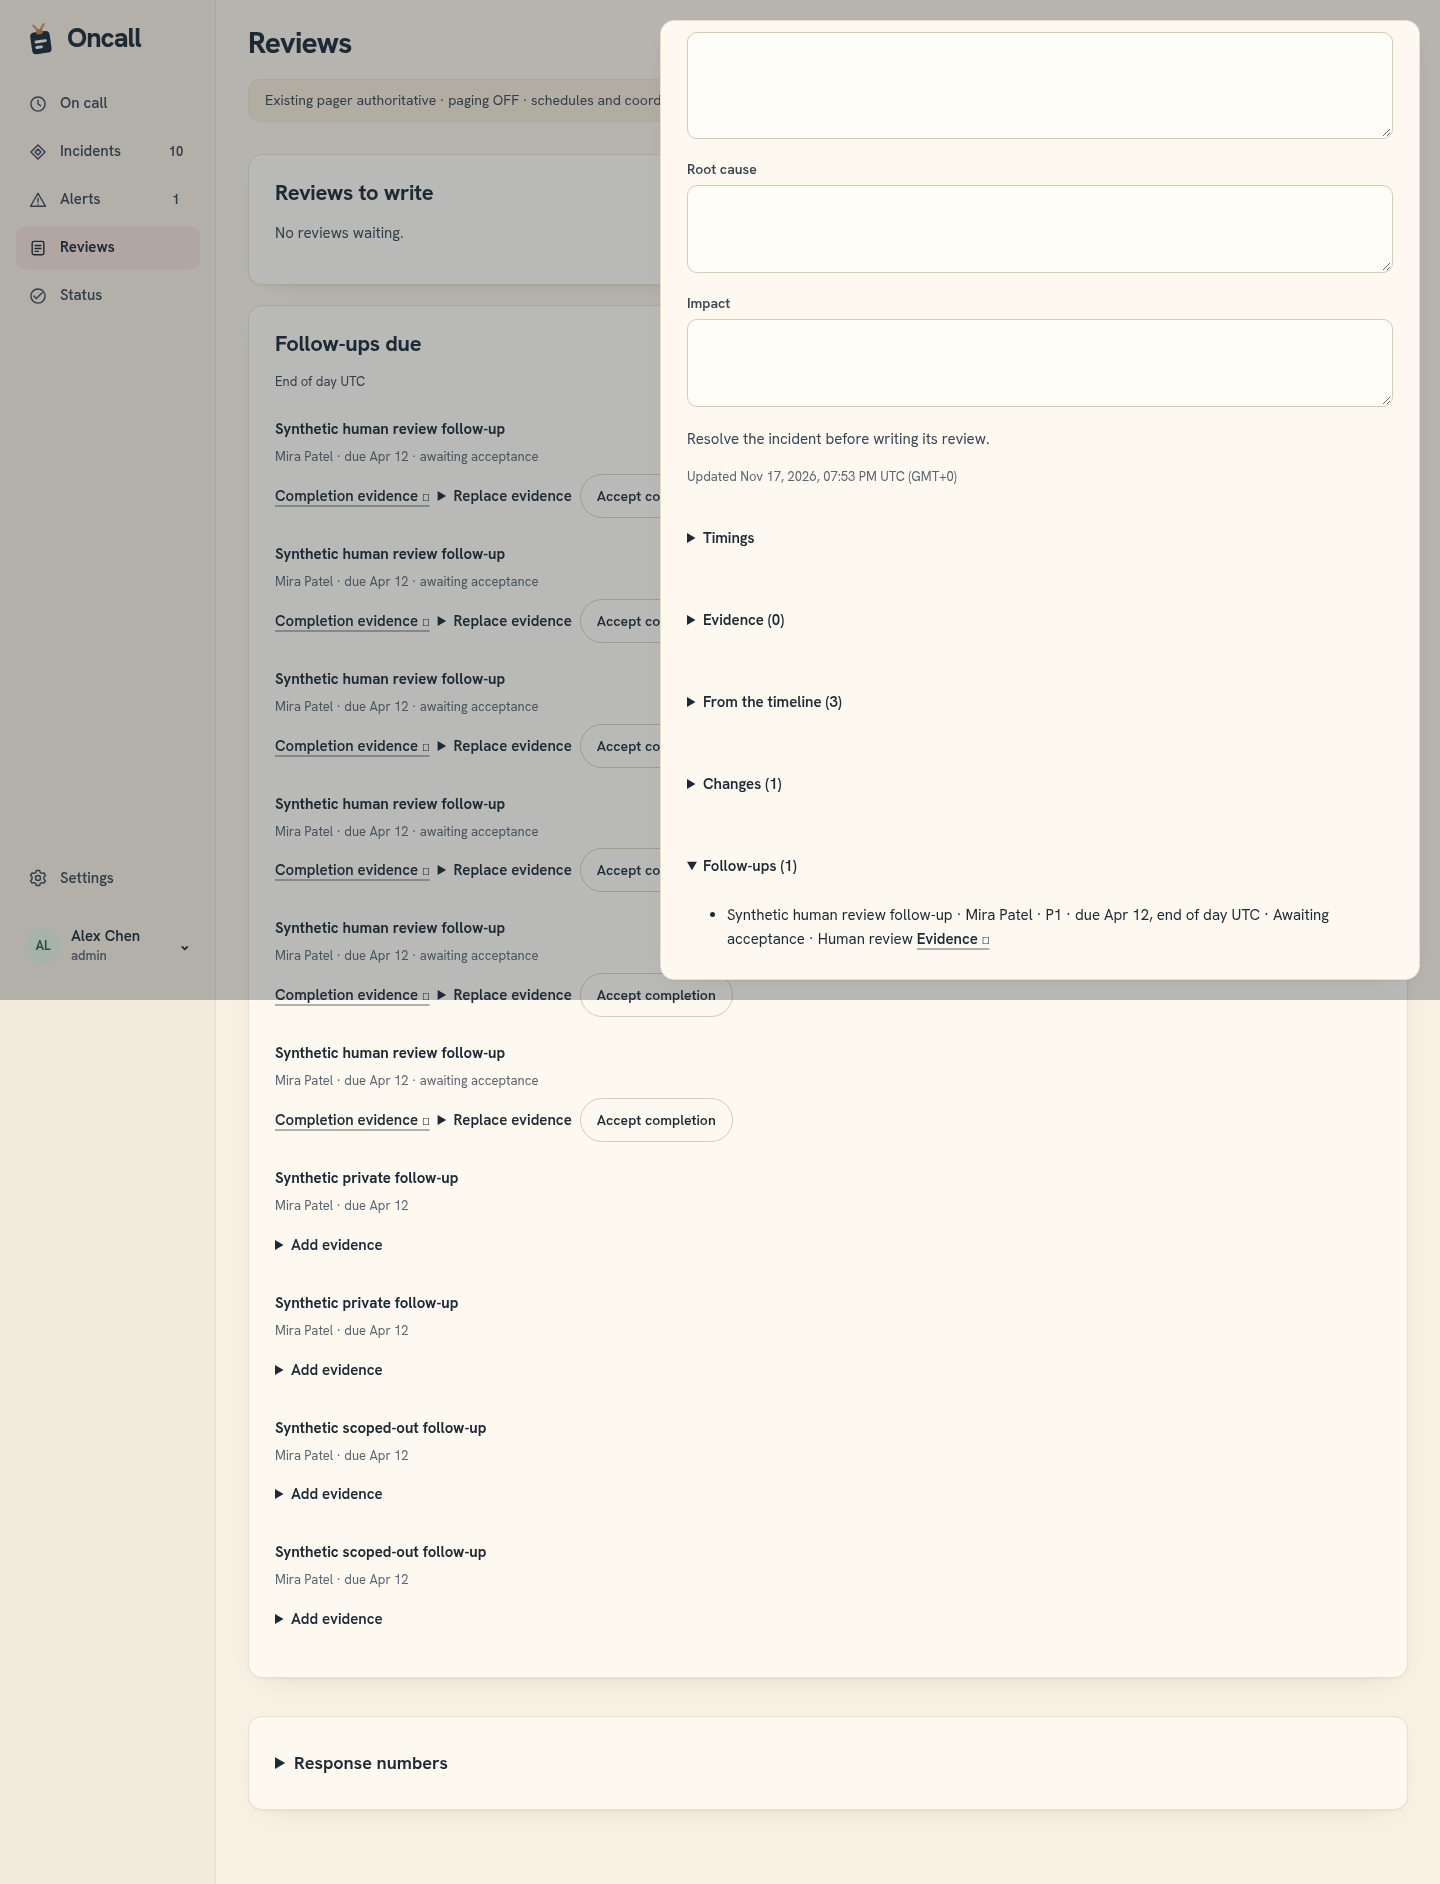 Oncall
On call
Incidents 10
Alerts 1
Reviews
Status
Settings
AL
Alex Chen
admin
Reviews
Existing pager authoritative · paging OFF · schedules and coord
Reviews to write
No reviews waiting.
Follow-ups due
End of day UTC
Synthetic human review follow-up
Mira Patel · due Apr 12 · awaiting acceptance
Completion evidence Replace evidence Accept co
Synthetic human review follow-up
Mira Patel · due Apr 12 · awaiting acceptance
Completion evidence Replace evidence Accept co
Synthetic human review follow-up
Mira Patel · due Apr 12 · awaiting acceptance
Completion evidence Replace evidence Accept co
Synthetic human review follow-up
Mira Patel · due Apr 12 · awaiting acceptance
Completion evidence Replace evidence Accept co
Synthetic human review follow-up
Mira Patel · due Apr 12 · awaiting acceptance
Completion evidence Replace evidence Accept completion
Synthetic human review follow-up
Mira Patel · due Apr 12 · awaiting acceptance
Completion evidence Replace evidence Accept completion
Synthetic private follow-up
Mira Patel · due Apr 12
Add evidence
Synthetic private follow-up
Mira Patel · due Apr 12
Add evidence
Synthetic scoped-out follow-up
Mira Patel · due Apr 12
Add evidence
Synthetic scoped-out follow-up
Mira Patel · due Apr 12
Add evidence
Response numbers
Root cause
Impact
Resolve the incident before writing its review.
Updated Nov 17, 2026, 07:53 PM UTC (GMT+0)
Timings
Evidence (0)
From the timeline (3)
Changes (1)
Follow-ups (1)
Synthetic human review follow-up · Mira Patel · P1 · due Apr 12, end of day UTC · Awaiting
acceptance · Human review Evidence